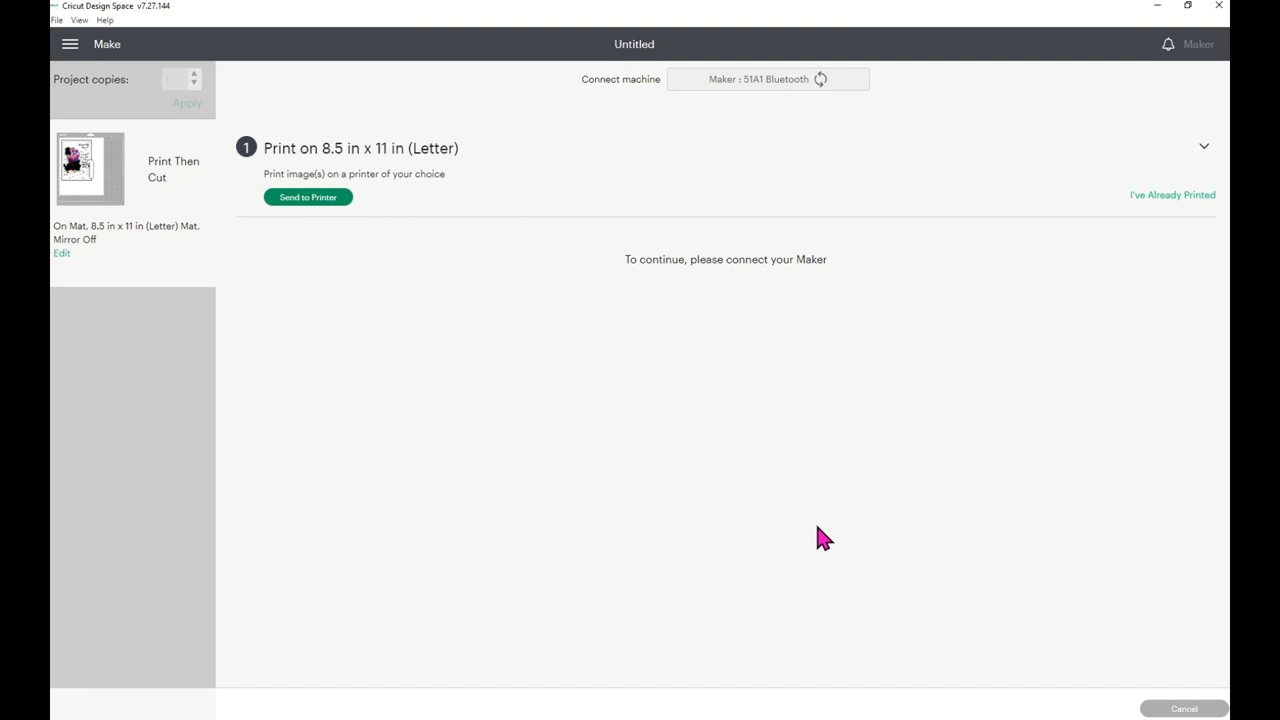 Cricut Design Space v7.27.144
File View Help
Make
Untitled
Maker
Project copies:
Apply
Connect machine
Maker : 51A1 Bluetooth
Print Then
Cut
On Mat, 8.5 in x 11 in (Letter) Mat,
Mirror Off
Edit
1 Print on 8.5 in x 11 in (Letter)
Print image(s) on a printer of your choice
Send to Printer
I've Already Printed
To continue, please connect your Maker
Cancel